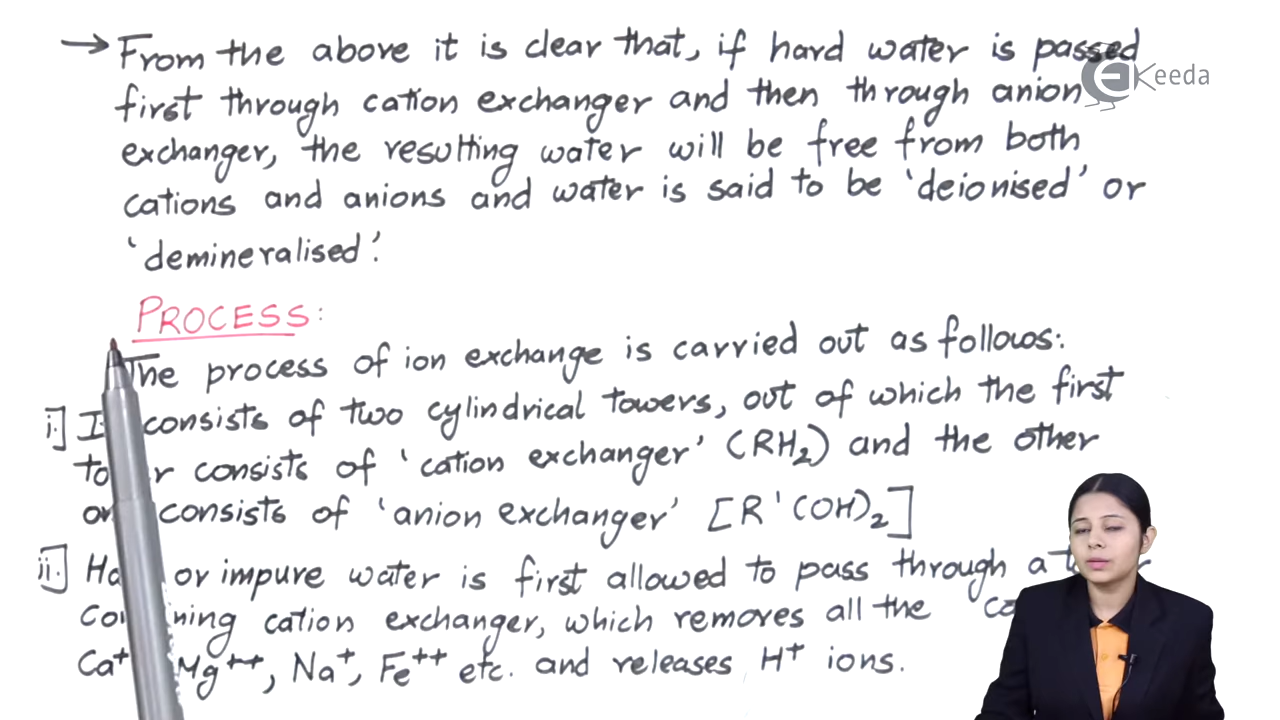 → From the above it is clear that, if hard water is passed
Keeda
first through cation exchanger and then through anion
exchanger, the resulting water will be free from both
cations and anions and water is said to be 'deionised' or
'demineralised'.
PROCESS:
The process of ion exchange is carried out as follows:
i.] consists of two cylindrical towers, out of which the first
consists of 'cation exchanger' (RH₂) and the other
consists of 'anion exchanger' [R'(OH)₂]
ii.] or impure water is first allowed to pass through a
cation exchanger, which removes all the
Mg⁺⁺, Na⁺, Fe⁺⁺ etc. and releases H⁺ ions.